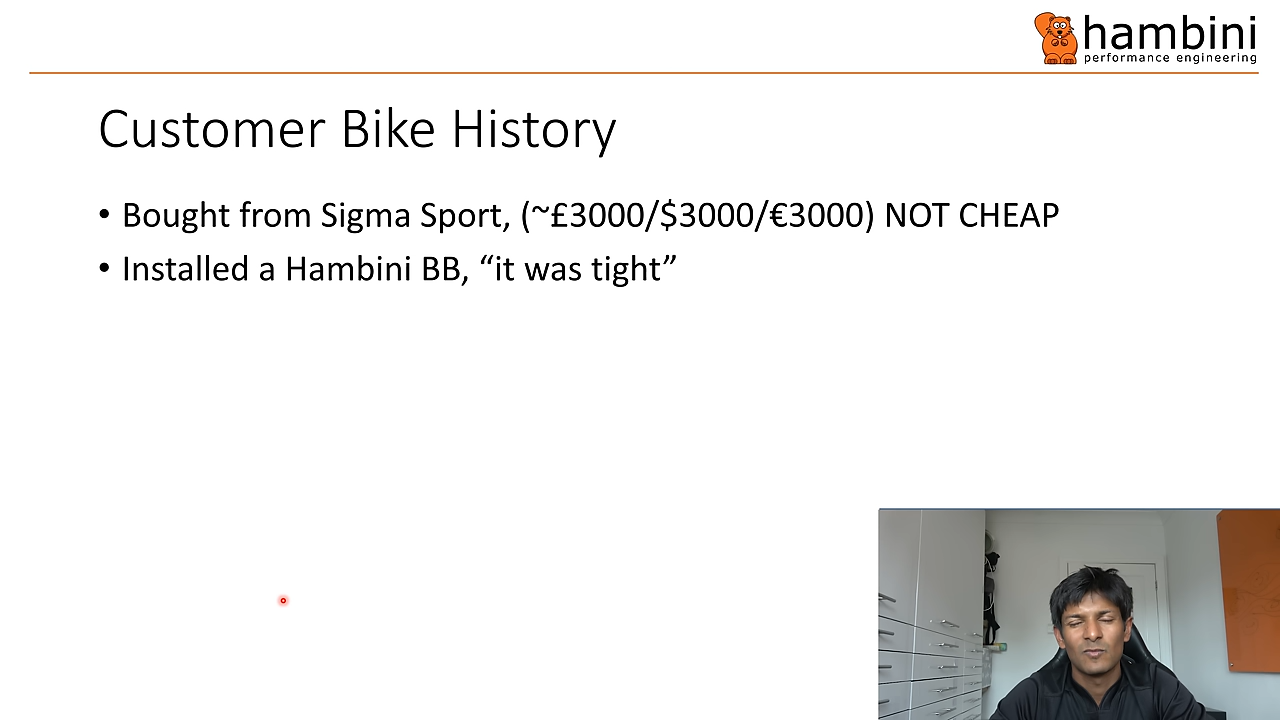 hambini
performance engineering
Customer Bike History
• Bought from Sigma Sport, (~£3000/$3000/€3000) NOT CHEAP
• Installed a Hambini BB, “it was tight”